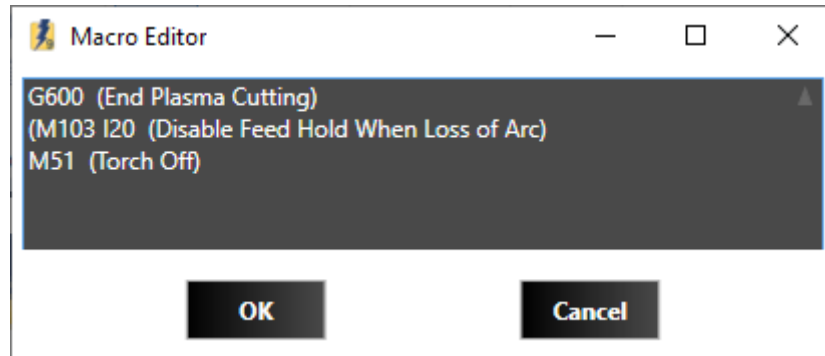 Macro Editor
G600 (End Plasma Cutting)
(M103 I20 (Disable Feed Hold When Loss of Arc)
M51 (Torch Off)
OK
Cancel